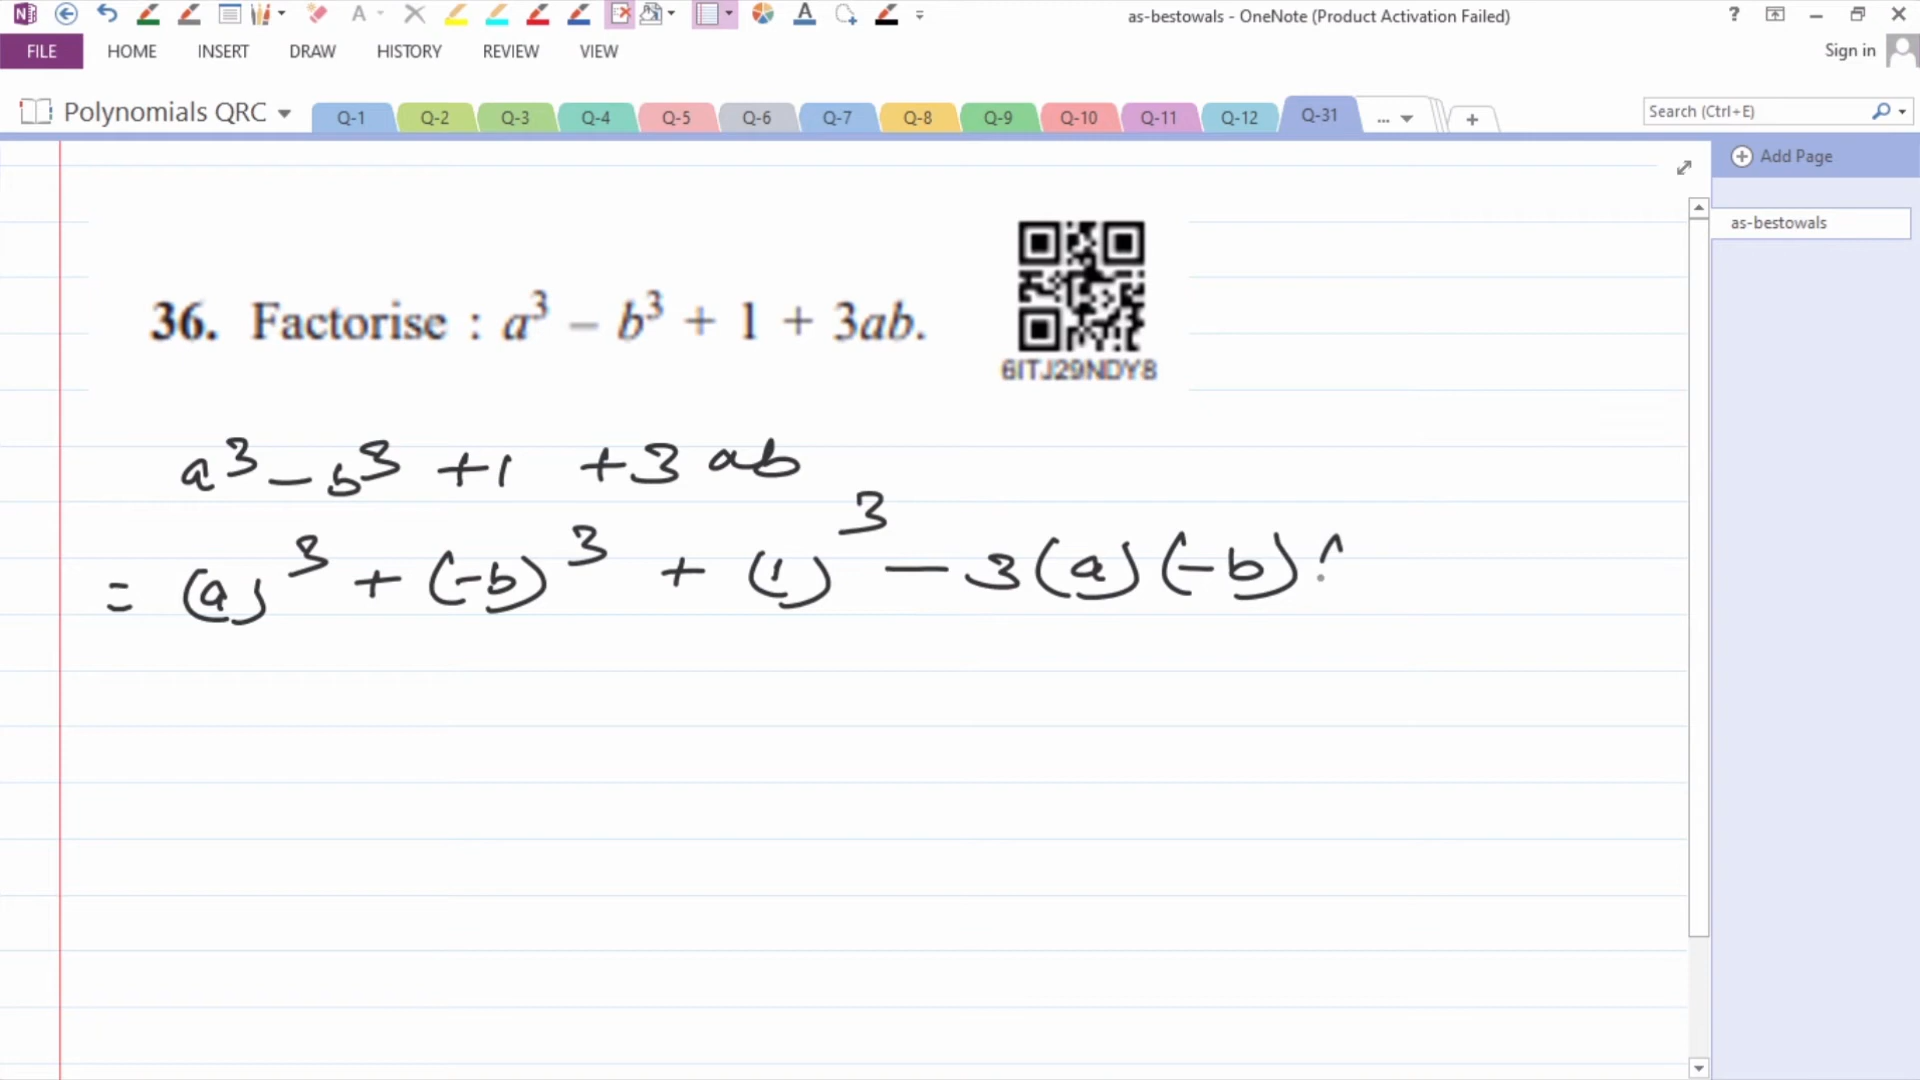 as-bestowals - OneNote (Product Activation Failed)
FILE HOME INSERT DRAW HISTORY REVIEW VIEW
Sign in
Polynomials QRC
Q-1 Q-2 Q-3 Q-4 Q-5 Q-6 Q-7 Q-8 Q-9 Q-10 Q-11 Q-12 Q-31 ... +
Search (Ctrl+E)
Add Page
as-bestowals
36. Factorise : a³ – b³ + 1 + 3ab.
6ITJ29NDY8
a³ - b³ + 1 + 3ab
= (a)³ + (-b)³ + (1)³ - 3(a)(-b)(